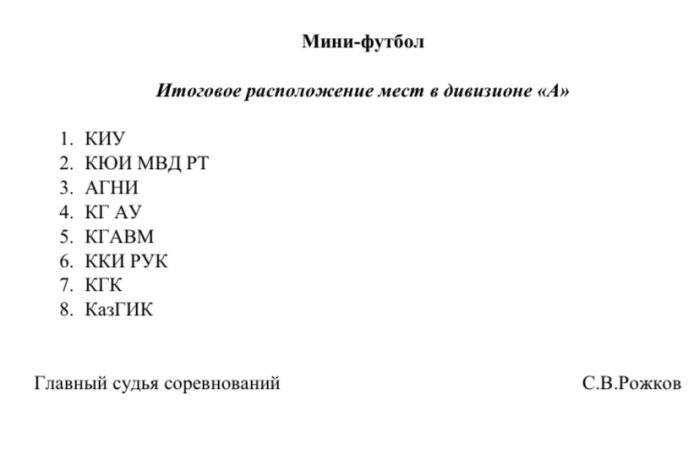 Мини-футбол
Итоговое расположение мест в дивизионе «А»
1. КИУ
2. КЮИ МВД РТ
3. АГНИ
4. КГ АУ
5. КГАВМ
6. ККИ РУК
7. КГК
8. КазГИК
Главный судья соревнований С.В.Рожков